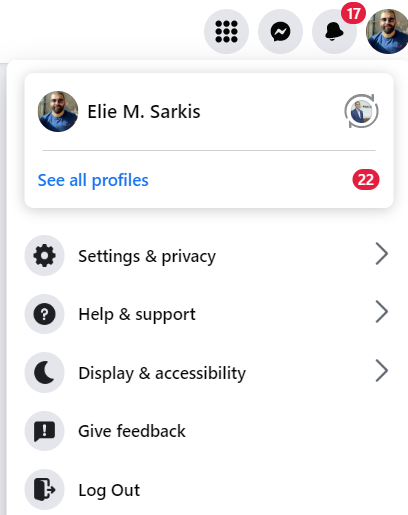 17
Elie M. Sarkis
See all profiles
22
Settings & privacy
Help & support
Display & accessibility
Give feedback
Log Out